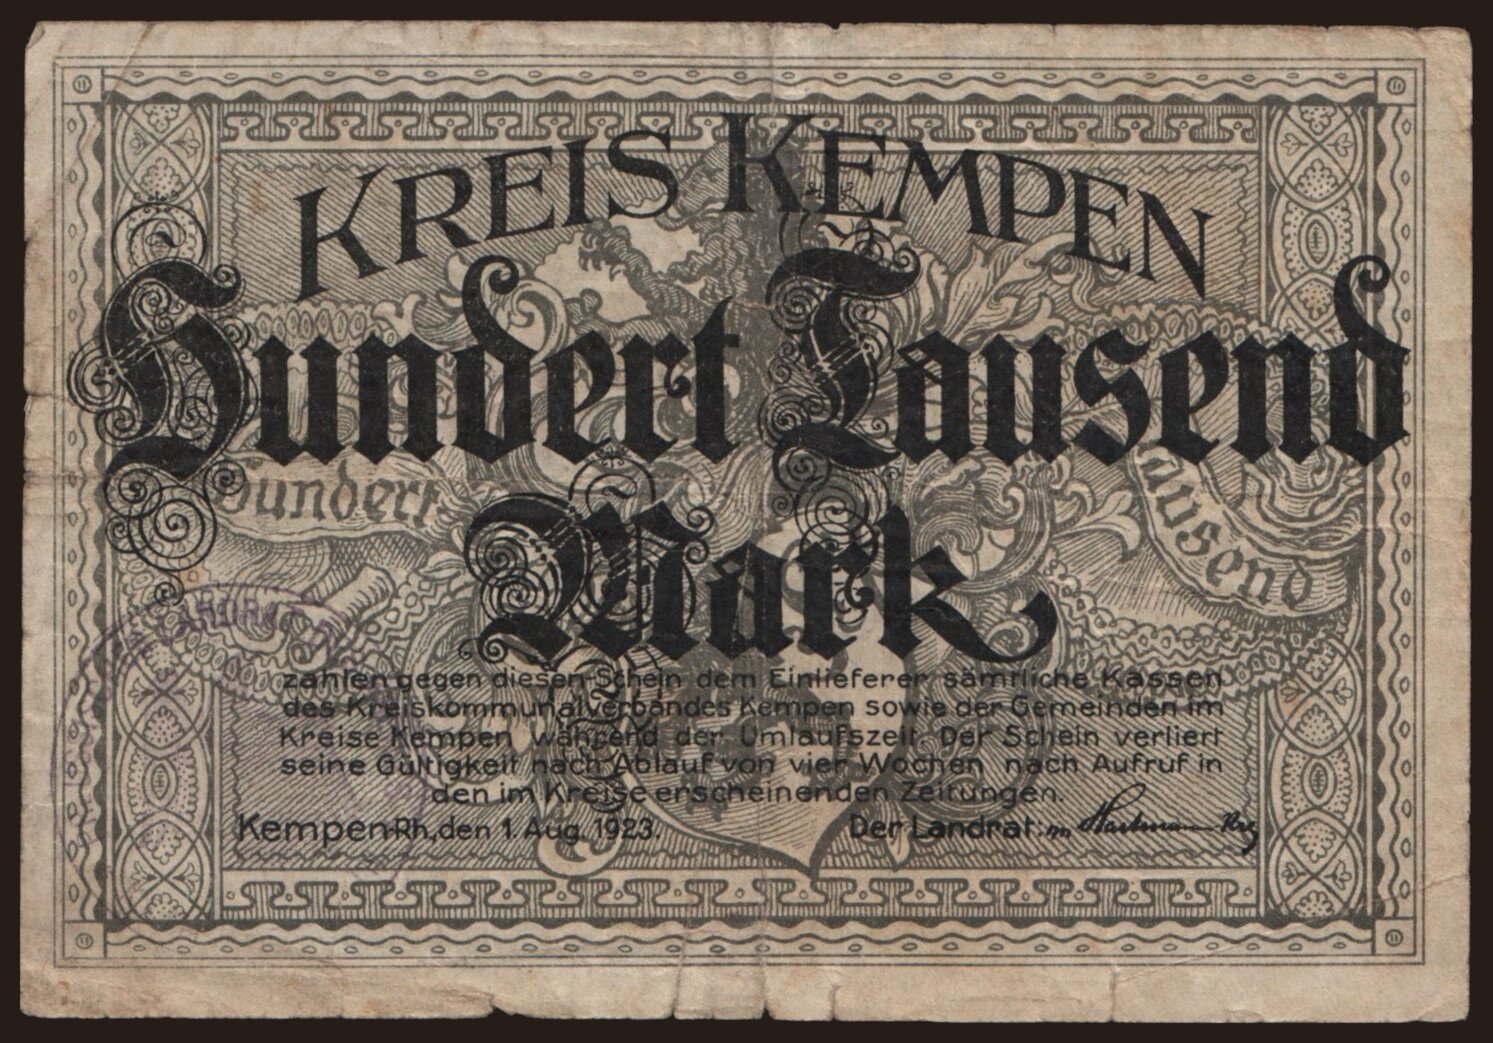 KREIS KEMPEN
Hundert Tausend
Hundert
Tausend
Mark
zahlen gegen diesen Schein dem Einlieferer sämtliche Kassen
des Kreiskommunalverbandes Kempen sowie der Gemeinden im
Kreise Kempen während der Umlaufszeit. Der Schein verliert
seine Gültigkeit nach Ablauf von vier Wochen nach Aufruf in
den im Kreise erscheinenden Zeitungen.
Kempen-Rh, den 1. Aug. 1923. Der Landrat: